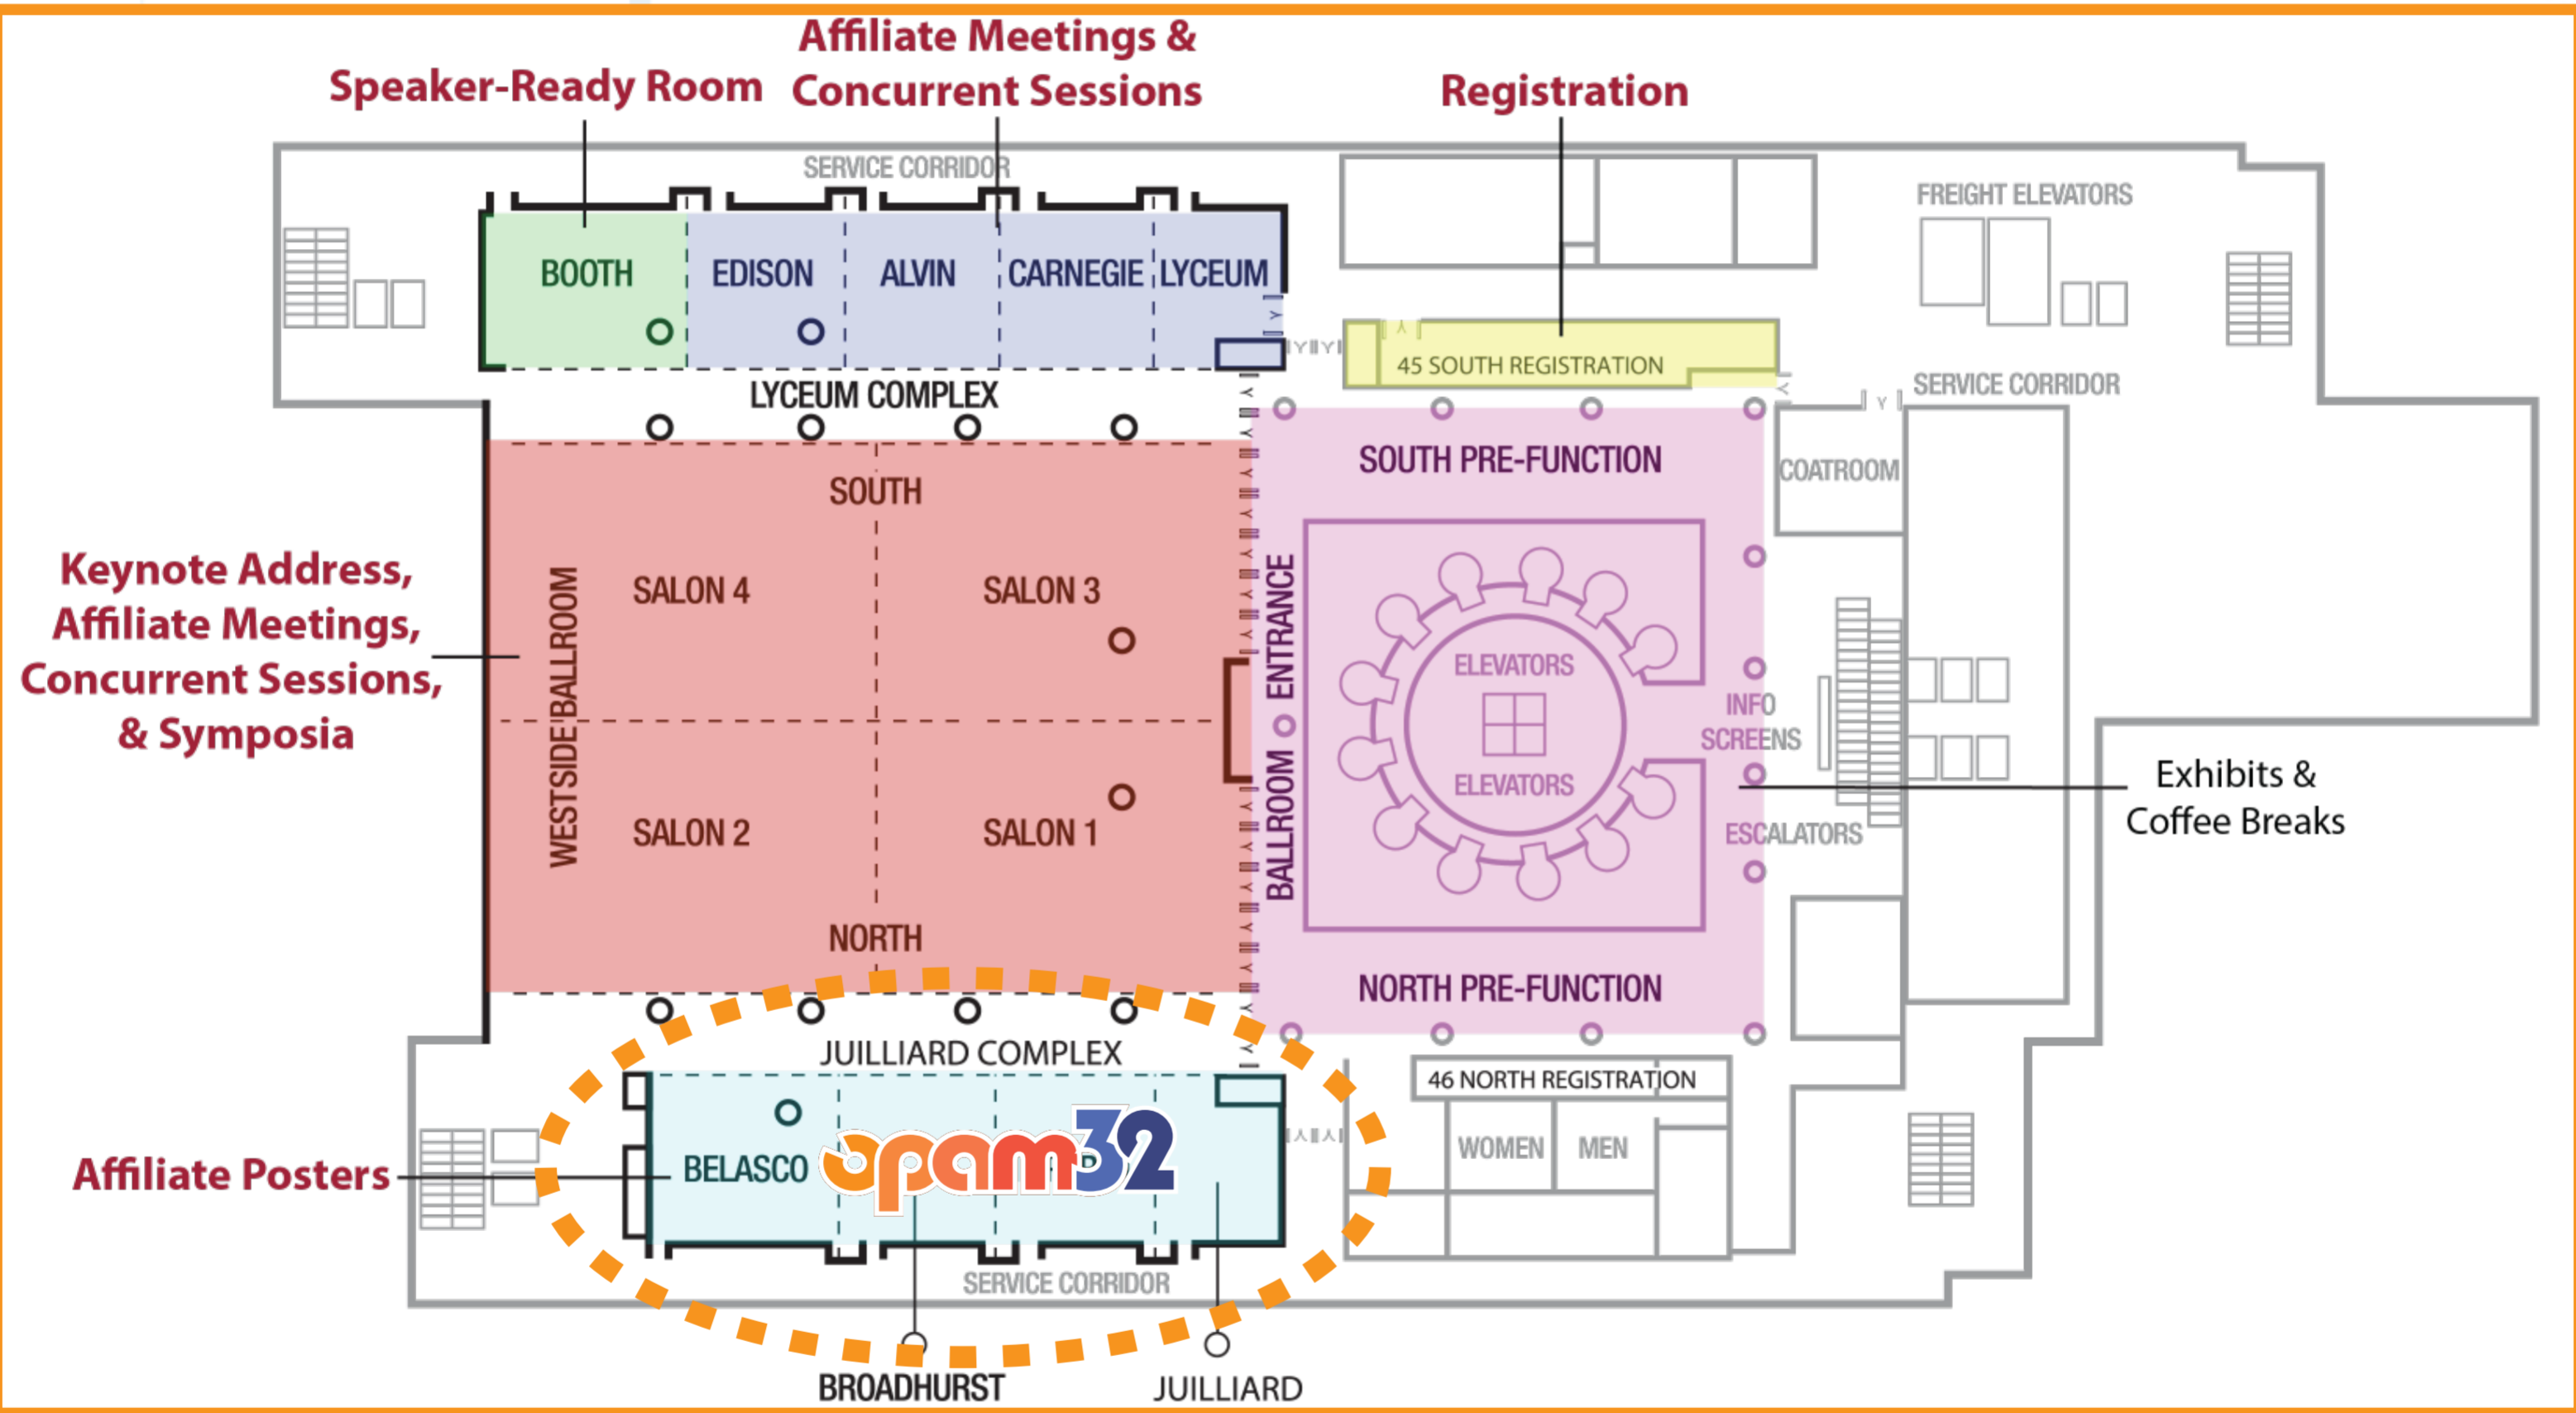 Affiliate Meetings &
Concurrent Sessions
Speaker-Ready Room
Registration
SERVICE CORRIDOR
FREIGHT ELEVATORS
BOOTH
EDISON
ALVIN
CARNEGIE
LYCEUM
45 SOUTH REGISTRATION
SERVICE CORRIDOR
LYCEUM COMPLEX
SOUTH PRE-FUNCTION
COATROOM
SOUTH
Keynote Address,
Affiliate Meetings,
Concurrent Sessions,
& Symposia
WESTSIDE BALLROOM
SALON 4
SALON 3
SALON 2
SALON 1
NORTH
BALLROOM ENTRANCE
ELEVATORS
ELEVATORS
INFO
SCREENS
ESCALATORS
Exhibits &
Coffee Breaks
NORTH PRE-FUNCTION
JUILLIARD COMPLEX
46 NORTH REGISTRATION
WOMEN
MEN
Affiliate Posters
BELASCO
opam32
SERVICE CORRIDOR
BROADHURST
JUILLIARD